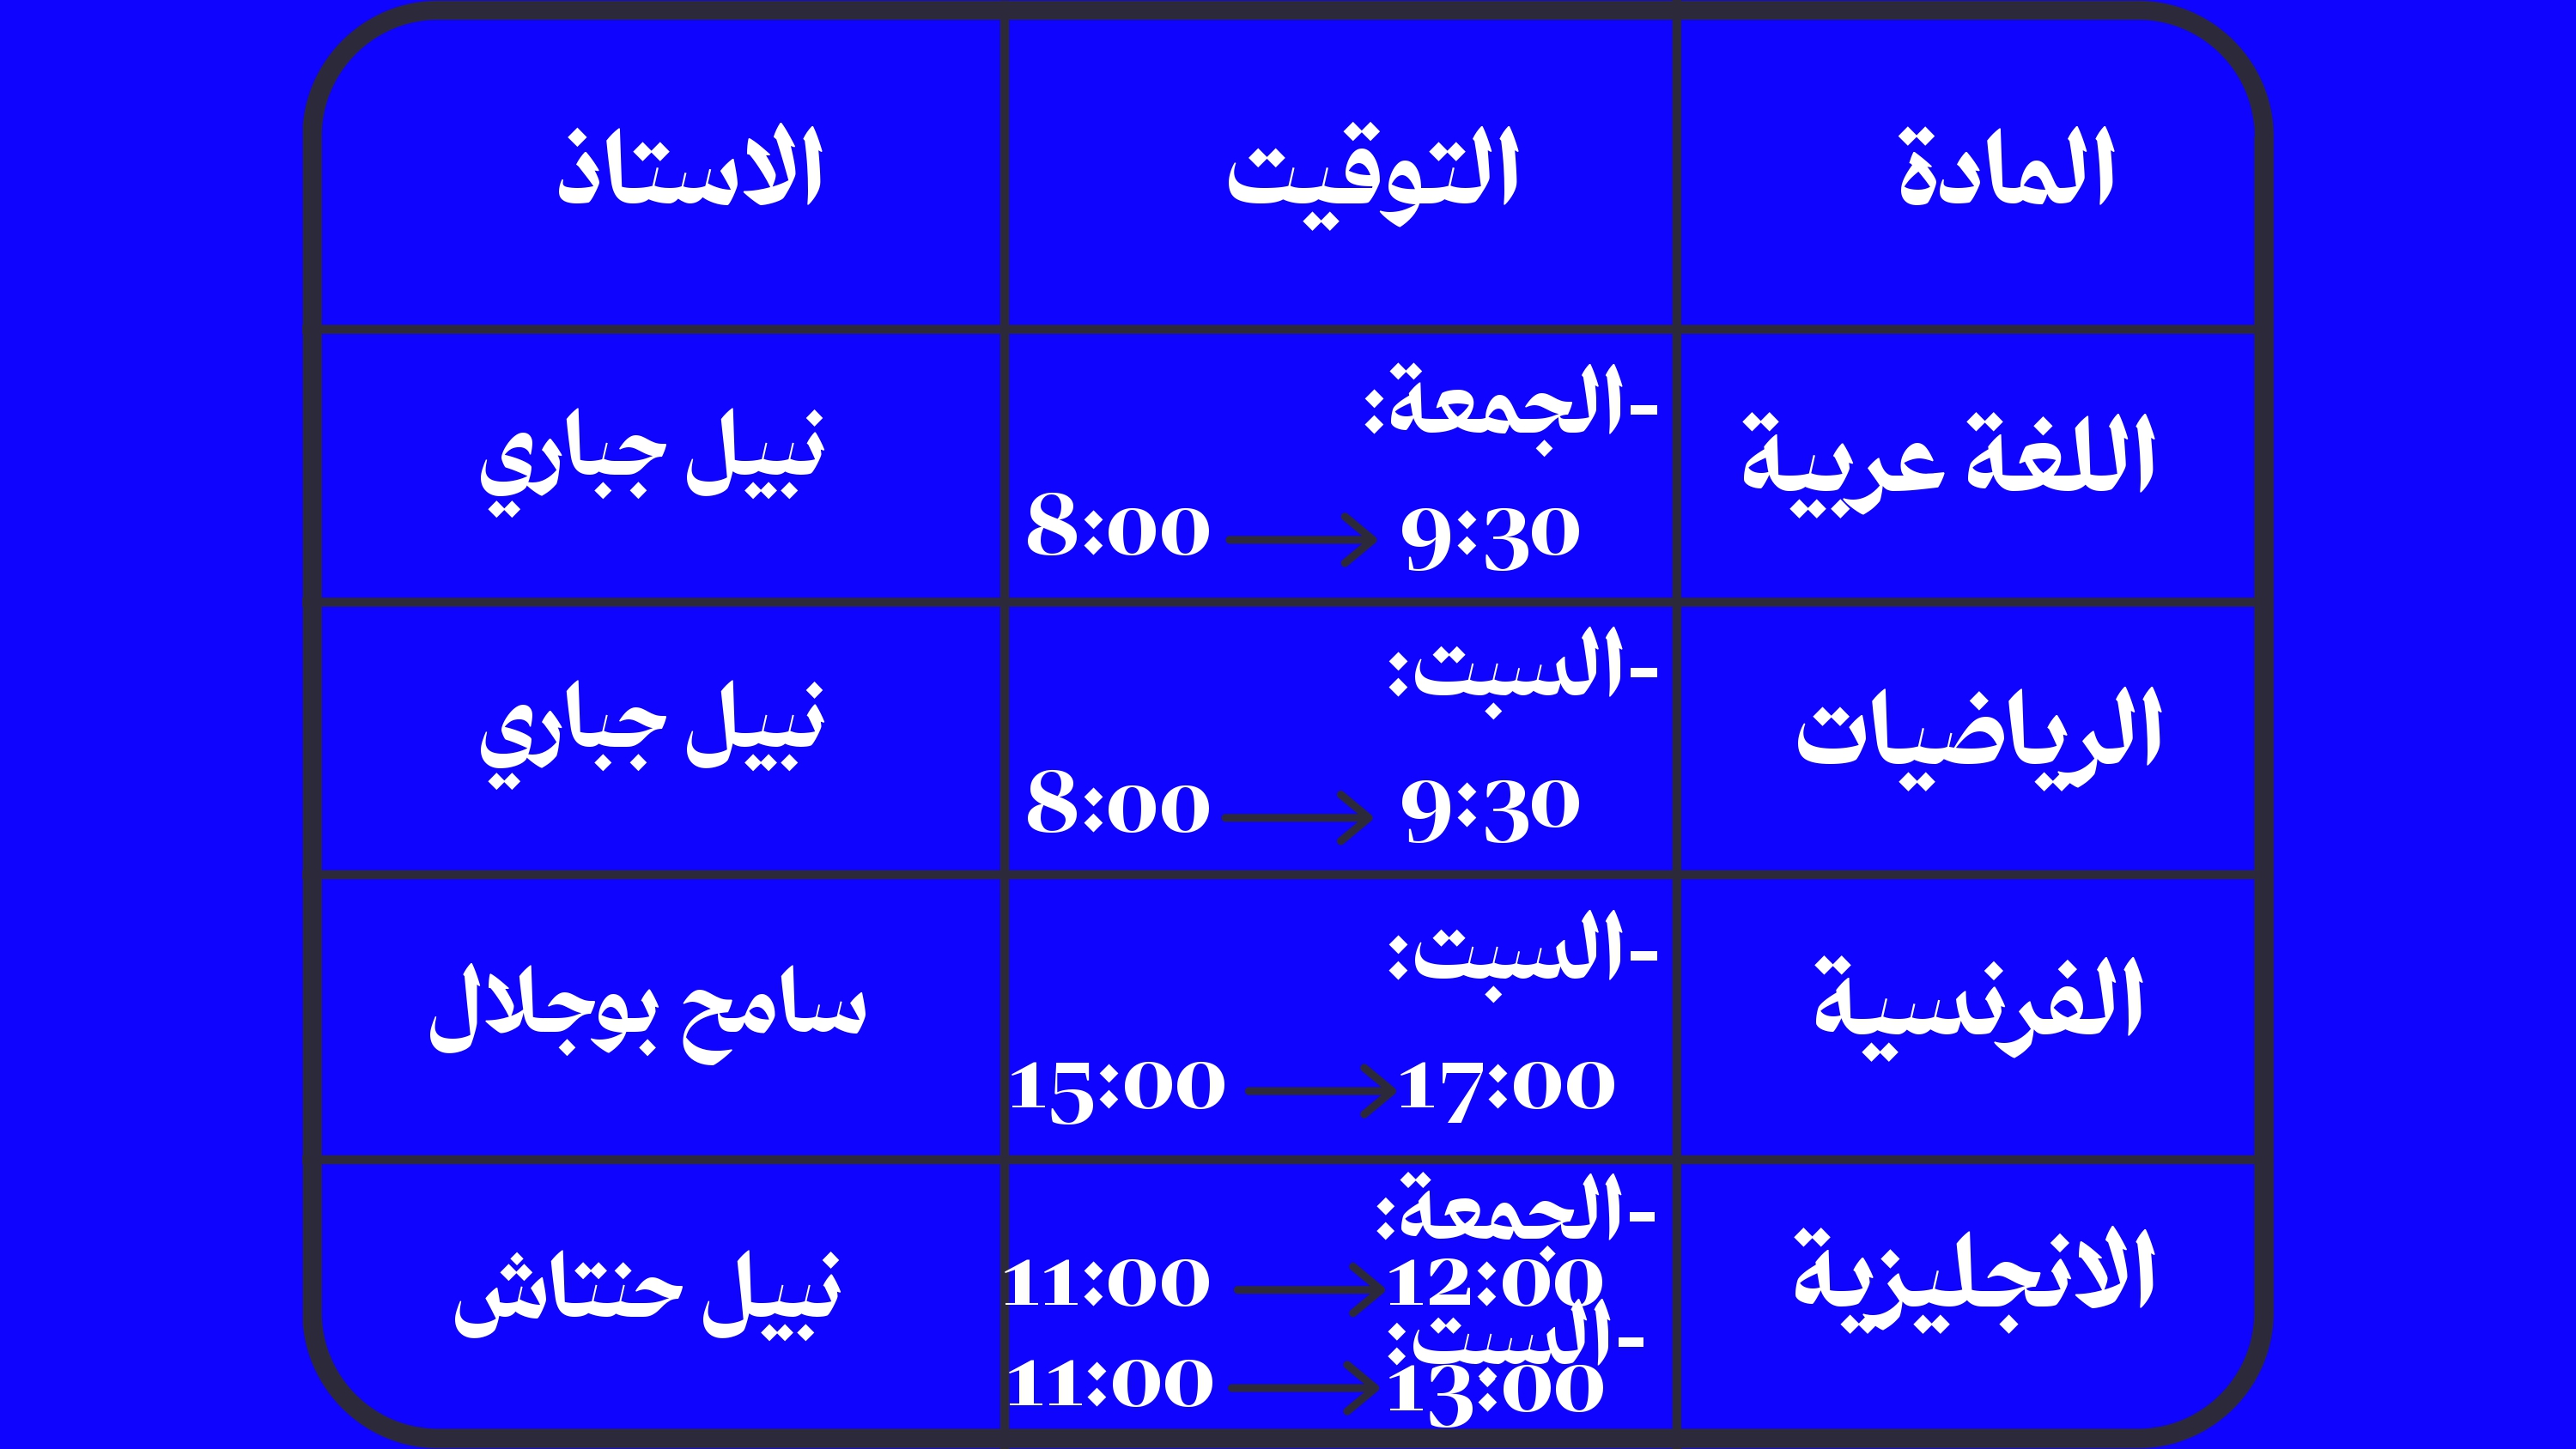 المادة
التوقيت
الاستاذ
اللغة عربية
-الجمعة:
8:00 → 9:30
نبيل جباري
الرياضيات
-السبت:
8:00 → 9:30
نبيل جباري
الفرنسية
-السبت:
15:00 → 17:00
سامح بوجلال
الانجليزية
-الجمعة:
11:00 → 12:00
-السبت:
11:00 → 13:00
نبيل حنتاش